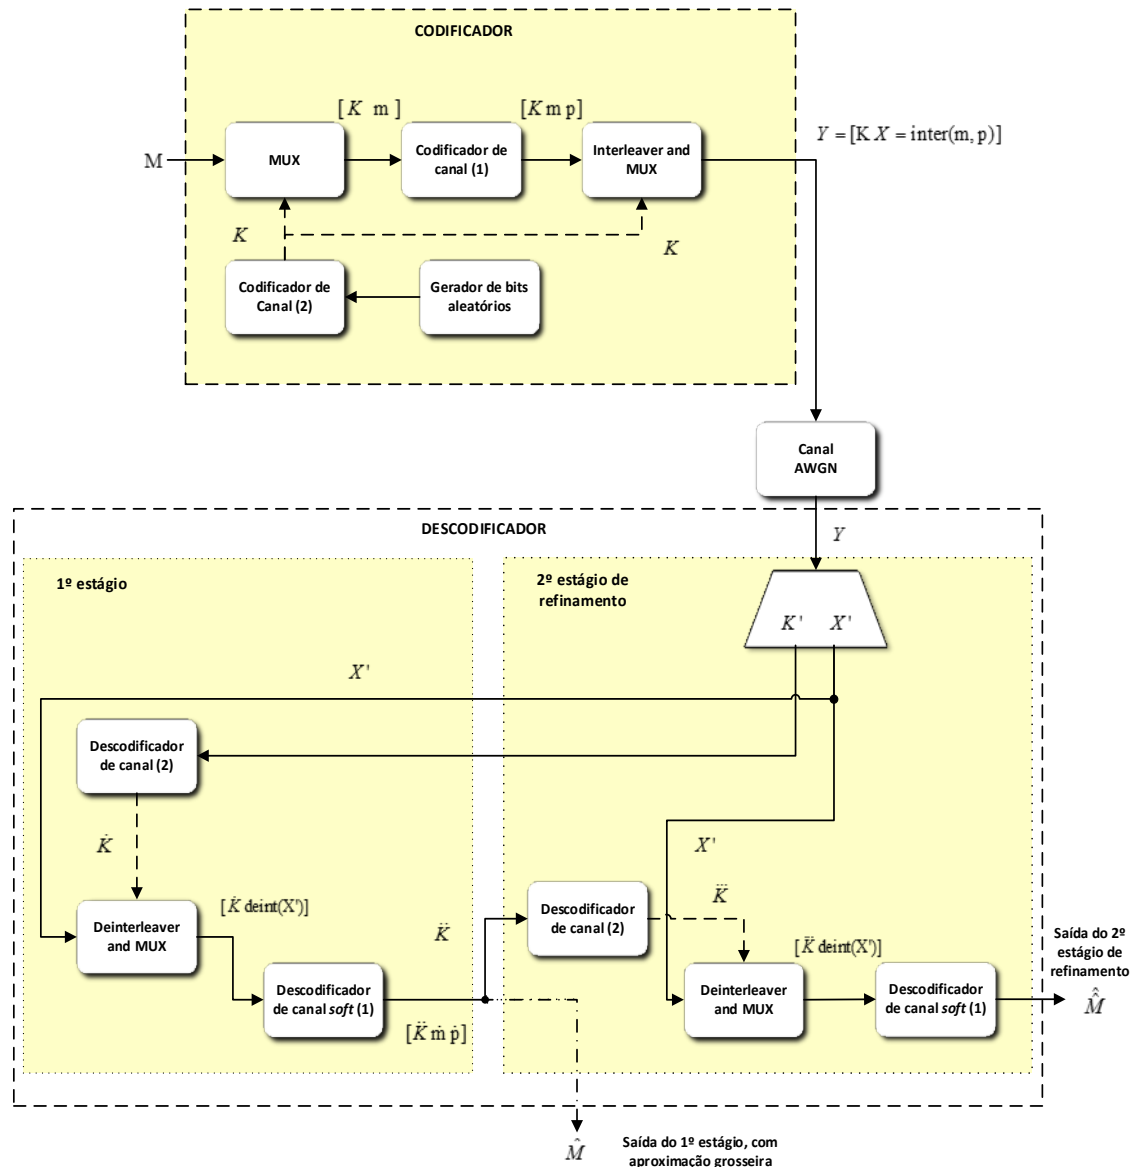 CODIFICADOR
[K m]
[K m p]
Y = [K X = inter(m, p)]
M
MUX
Codificador de
canal (1)
Interleaver and
MUX
K
K
Codificador de
Canal (2)
Gerador de bits
aleatórios
Canal
AWGN
DESCODIFICADOR
Y
1º estágio
2º estágio de
refinamento
K' X'
X'
Descodificador
de canal (2)
K̇
X'
[K̇ deint(X')]
K̈
Descodificador
de canal (2)
K̈
Deinterleaver
and MUX
[K̈ deint(X')]
Saída do 2º
estágio de
refinamento
Descodificador
de canal soft (1)
Deinterleaver
and MUX
Descodificador
de canal soft (1)
M̂̂
[K̈ ṁ ṗ]
M̂
Saída do 1º estágio, com
aproximação grosseira